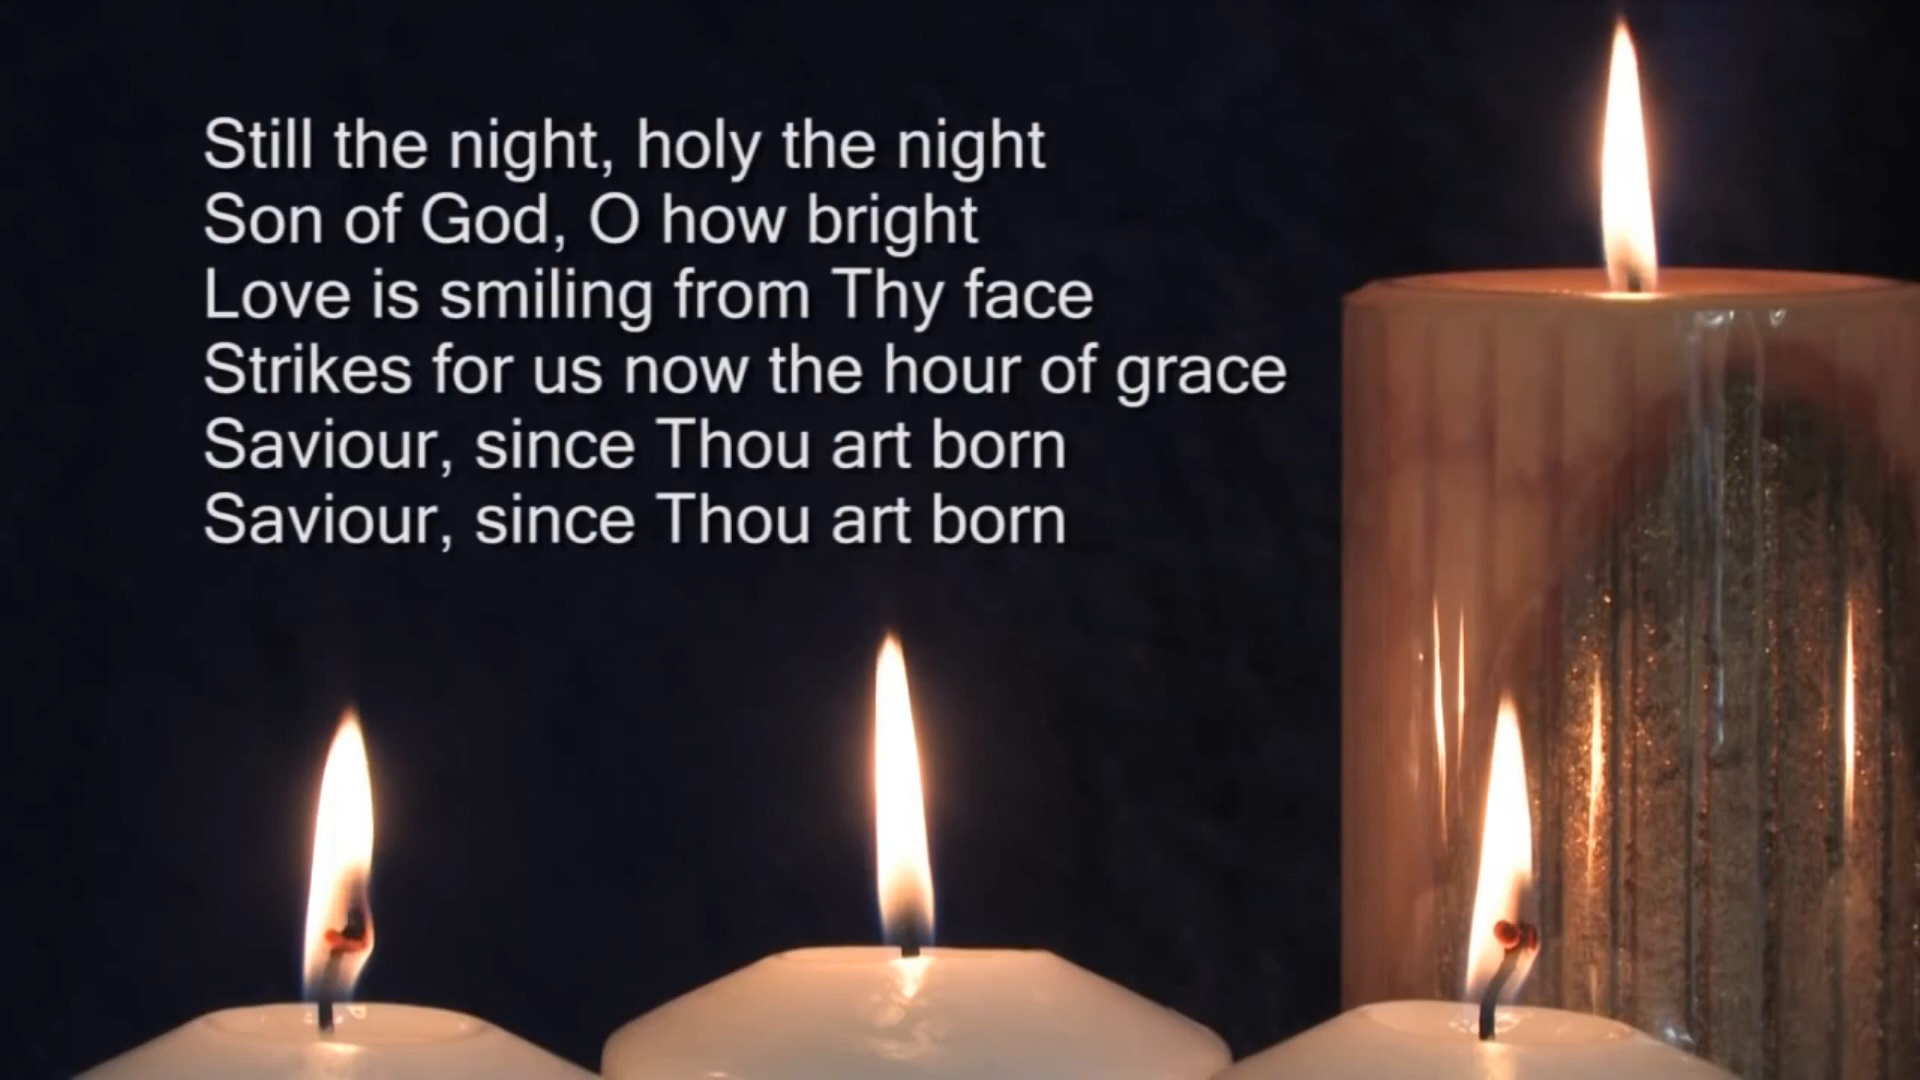 Still the night, holy the night
Son of God, O how bright
Love is smiling from Thy face
Strikes for us now the hour of grace
Saviour, since Thou art born
Saviour, since Thou art born